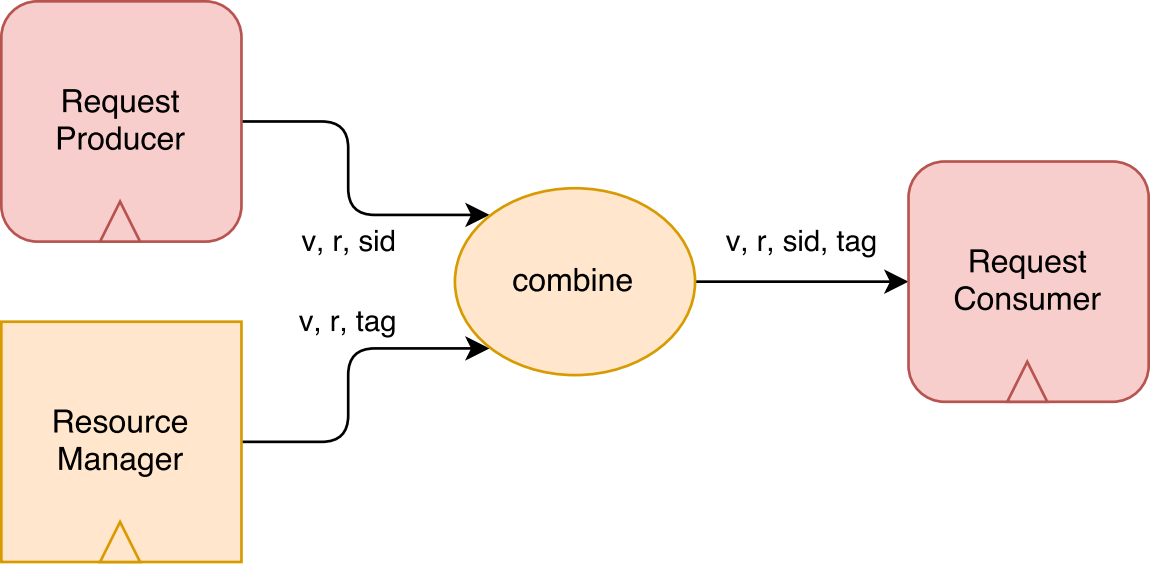 Request
Producer
v, r, sid
v, r, tag
Resource
Manager
combine
v, r, sid, tag
Request
Consumer